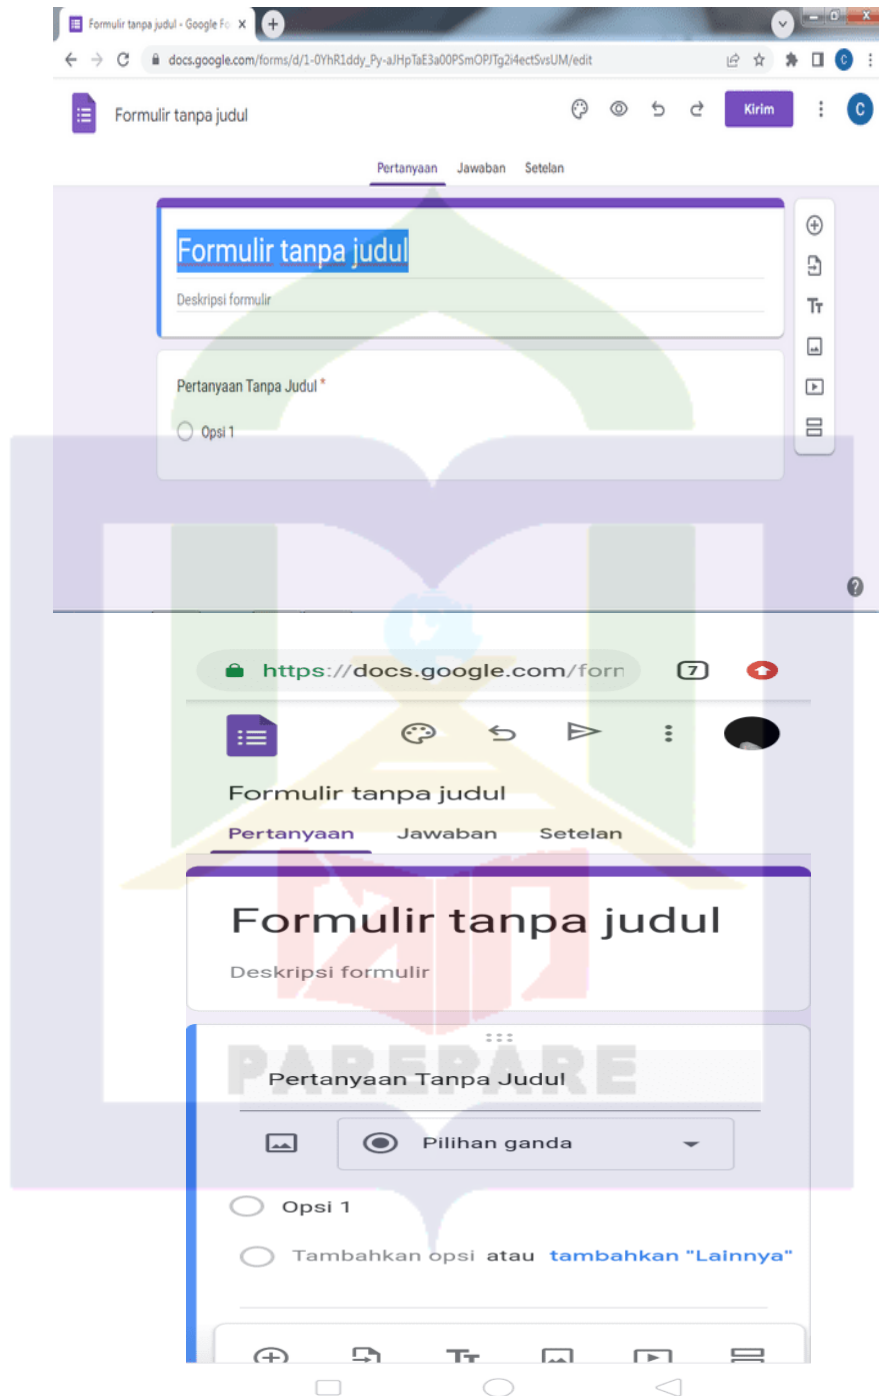 Formulir tanpa judul - Google Fo
docs.google.com/forms/d/1-0YhR1ddy_Py-aJHpTaE3a00PSmOPJTg2i4ectSvsUM/edit
C
Formulir tanpa judul
Kirim
C
Pertanyaan Jawaban Setelan
Formulir tanpa judul
Deskripsi formulir
Tт
Pertanyaan Tanpa Judul *
Opsi 1
https://docs.google.com/forn
7
Formulir tanpa judul
Pertanyaan Jawaban Setelan
Formulir tanpa judul
Deskripsi formulir
PAREPARE
Pertanyaan Tanpa Judul
Pilihan ganda
Opsi 1
Tambahkan opsi atau tambahkan "Lainnya"
Tт